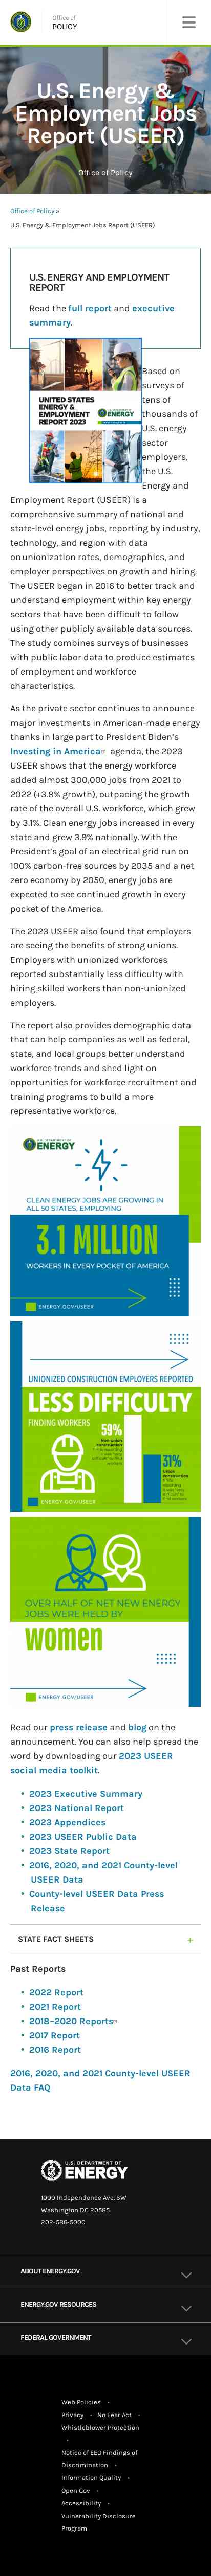 Office of
POLICY
U.S. Energy &
Employment Jobs
Report (USEER)
Office of Policy
Office of Policy »
U.S. Energy & Employment Jobs Report (USEER)
U.S. ENERGY AND EMPLOYMENT
REPORT
Read the full report and executive
summary.
UNITED STATES
ENERGY &
EMPLOYMENT
REPORT 2023
ENERGY
Based on
surveys of
tens of
thousands of
U.S. energy
sector
employers,
the U.S.
Energy and
Employment Report (USEER) is a
comprehensive summary of national and
state-level energy jobs, reporting by industry,
technology, and region with data
on unionization rates, demographics, and
employer perspectives on growth and hiring.
The USEER began in 2016 to better track and
understand employment within key energy
sectors that have been difficult to follow
using other publicly available data sources.
The study combines surveys of businesses
with public labor data to produce estimates
of employment and workforce
characteristics.
As the private sector continues to announce
major investments in American-made energy
thanks in large part to President Biden's
Investing in America agenda, the 2023
USEER shows that the energy workforce
added almost 300,000 jobs from 2021 to
2022 (+3.8% growth), outpacing the growth
rate of the overall U.S. workforce, which grew
by 3.1%. Clean energy jobs increased in every
state and grew 3.9% nationally. With the
President's goal of an electrical grid run on
100% carbon-free sources by 2035 and a net
zero economy by 2050, energy jobs are
expected to see continued growth in every
pocket of the America.
The 2023 USEER also found that employers
are seeing the benefits of strong unions.
Employers with unionized workforces
reported substantially less difficulty in
hiring skilled workers than non-unionized
employers.
The report also provides demographic data
that can help companies as well as federal,
state, and local groups better understand
workforce trends and shed light on
opportunities for workforce recruitment and
training programs to build a more
representative workforce.
U.S. DEPARTMENT OF
ENERGY
CLEAN ENERGY JOBS ARE GROWING IN
ALL 50 STATES, EMPLOYING
3.1 MILLION
WORKERS IN EVERY POCKET OF AMERICA
ENERGY.GOV/USEER
UNIONIZED CONSTRUCTION EMPLOYERS REPORTED
LESS DIFFICULTY
FINDING WORKERS
59%
Non-union
construction
firms reporting
very difficult
31%
Union
construction
firms reporting
very difficult
ENERGY.GOV/USEER
OVER HALF OF NET NEW ENERGY
JOBS WERE HELD BY
women
ENERGY.GOV/USEER
Read our press release and blog on the
announcement. You can also help spread the
word by downloading our 2023 USEER
social media toolkit.
• 2023 Executive Summary
• 2023 National Report
• 2023 Appendices
• 2023 USEER Public Data
• 2023 State Report
• 2016, 2020, and 2021 County-level
USEER Data
• County-level USEER Data Press
Release
STATE FACT SHEETS +
Past Reports
• 2022 Report
• 2021 Report
• 2018–2020 Reports
• 2017 Report
• 2016 Report
2016, 2020, and 2021 County-level USEER
Data FAQ
U.S. DEPARTMENT OF
ENERGY
1000 Independence Ave. SW
Washington DC 20585
202-586-5000
ABOUT ENERGY.GOV
ENERGY.GOV RESOURCES
FEDERAL GOVERNMENT
Web Policies •
Privacy • No Fear Act •
Whistleblower Protection
•
Notice of EEO Findings of
Discrimination •
Information Quality •
Open Gov •
Accessibility •
Vulnerability Disclosure
Program